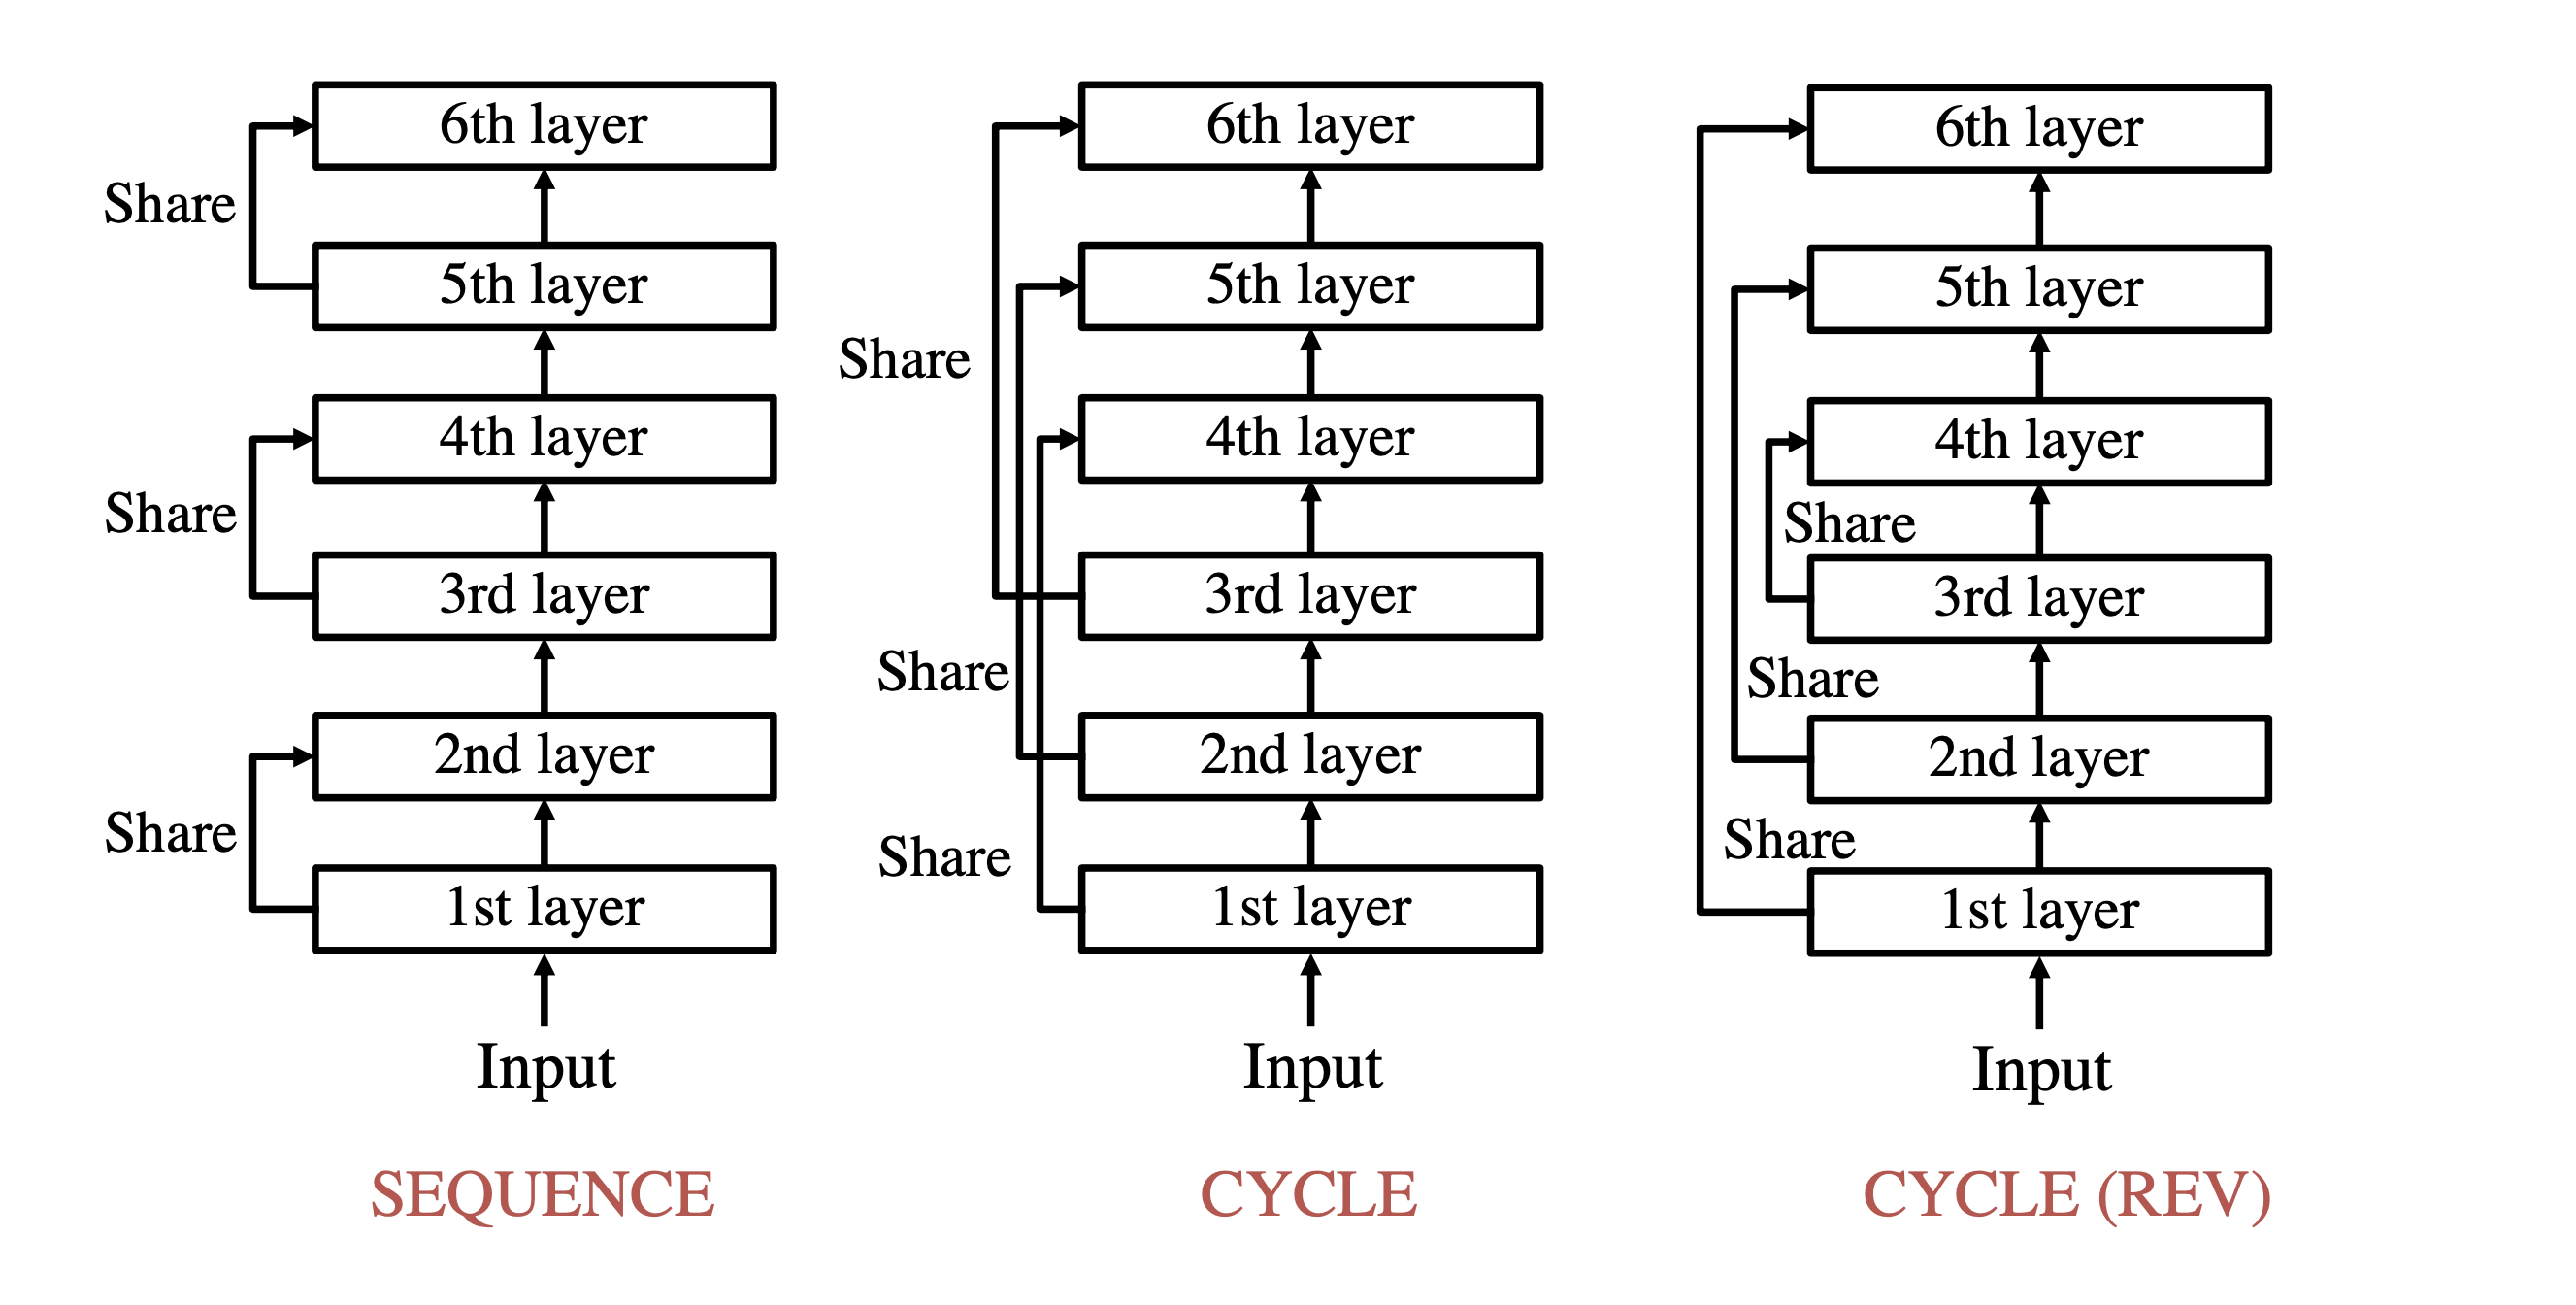 6th layer
Share
5th layer
4th layer
Share
3rd layer
2nd layer
Share
1st layer
Input
SEQUENCE
6th layer
5th layer
Share
4th layer
3rd layer
Share
2nd layer
Share
1st layer
Input
CYCLE
6th layer
5th layer
4th layer
Share
3rd layer
Share
2nd layer
Share
1st layer
Input
CYCLE (REV)